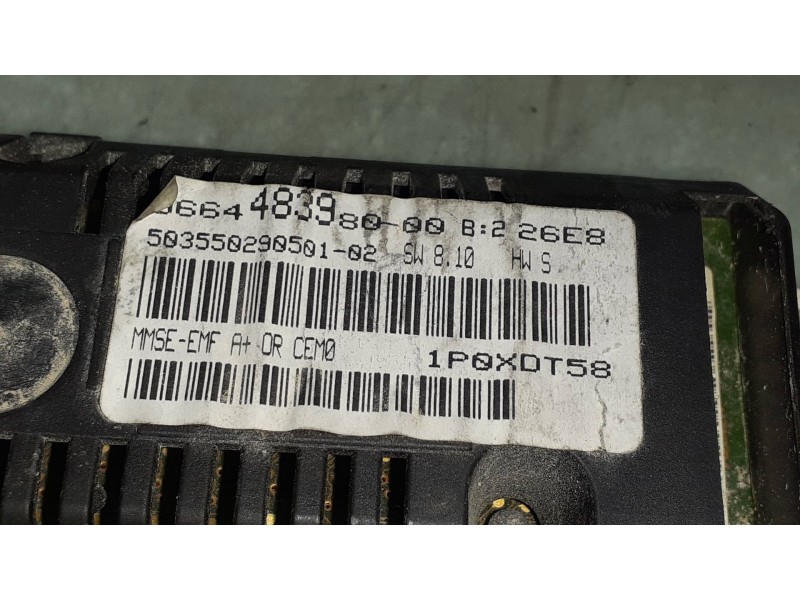 9664483980-00 B:2 26E8
503550290501-02 SW 8.10 HW S
MMSE-EMF A+ OR CEM0
1P0XDT58